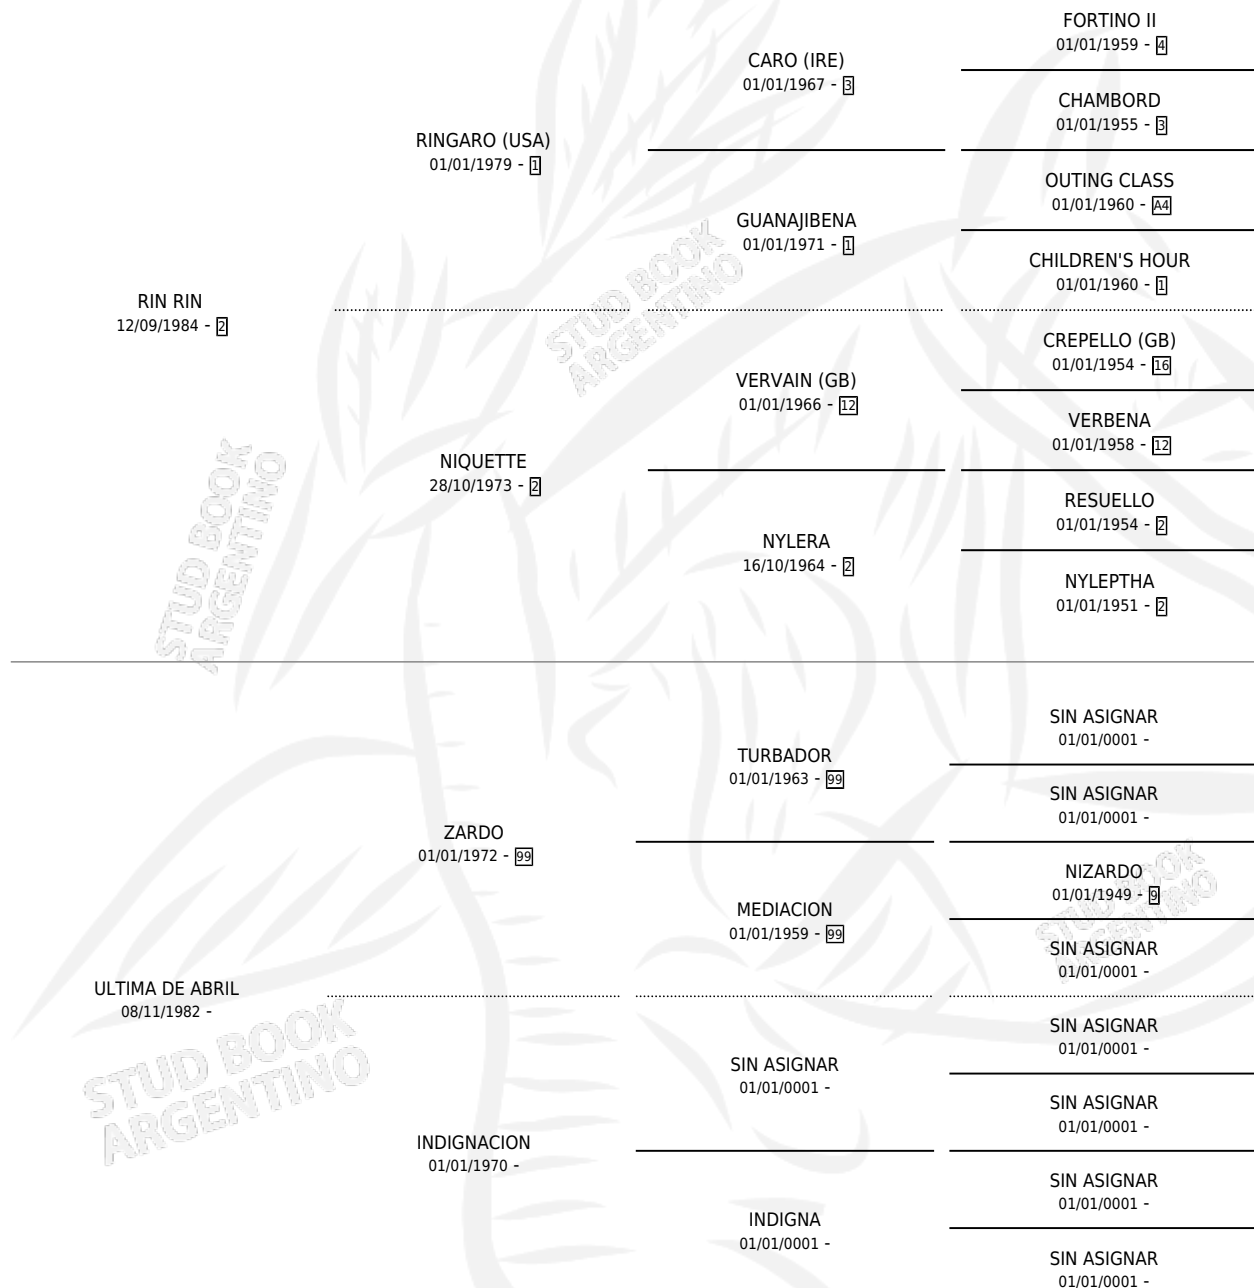 FORTINO II
01/01/1959 - 4
CARO (IRE)
01/01/1967 - 3
CHAMBORD
01/01/1955 - 3
RINGARO (USA)
01/01/1979 - 1
OUTING CLASS
01/01/1960 - A4
GUANAJIBENA
01/01/1971 - 1
CHILDREN'S HOUR
01/01/1960 - 1
RIN RIN
12/09/1984 - 2
CREPELLO (GB)
01/01/1954 - 16
VERVAIN (GB)
01/01/1966 - 12
VERBENA
01/01/1958 - 12
NIQUETTE
28/10/1973 - 2
RESUELLO
01/01/1954 - 2
NYLERA
16/10/1964 - 2
NYLEPTHA
01/01/1951 - 2
SIN ASIGNAR
01/01/0001 -
TURBADOR
01/01/1963 - 99
SIN ASIGNAR
01/01/0001 -
ZARDO
01/01/1972 - 99
NIZARDO
01/01/1949 - 9
MEDIACION
01/01/1959 - 99
SIN ASIGNAR
01/01/0001 -
ULTIMA DE ABRIL
08/11/1982 -
SIN ASIGNAR
01/01/0001 -
SIN ASIGNAR
01/01/0001 -
SIN ASIGNAR
01/01/0001 -
INDIGNACION
01/01/1970 -
SIN ASIGNAR
01/01/0001 -
INDIGNA
01/01/0001 -
SIN ASIGNAR
01/01/0001 -
STUD BOOK
ARGENTINO
STUD BOOK
ARGENTINO
STUD BOOK
ARGENTINO
STUD BOOK
ARGENTINO